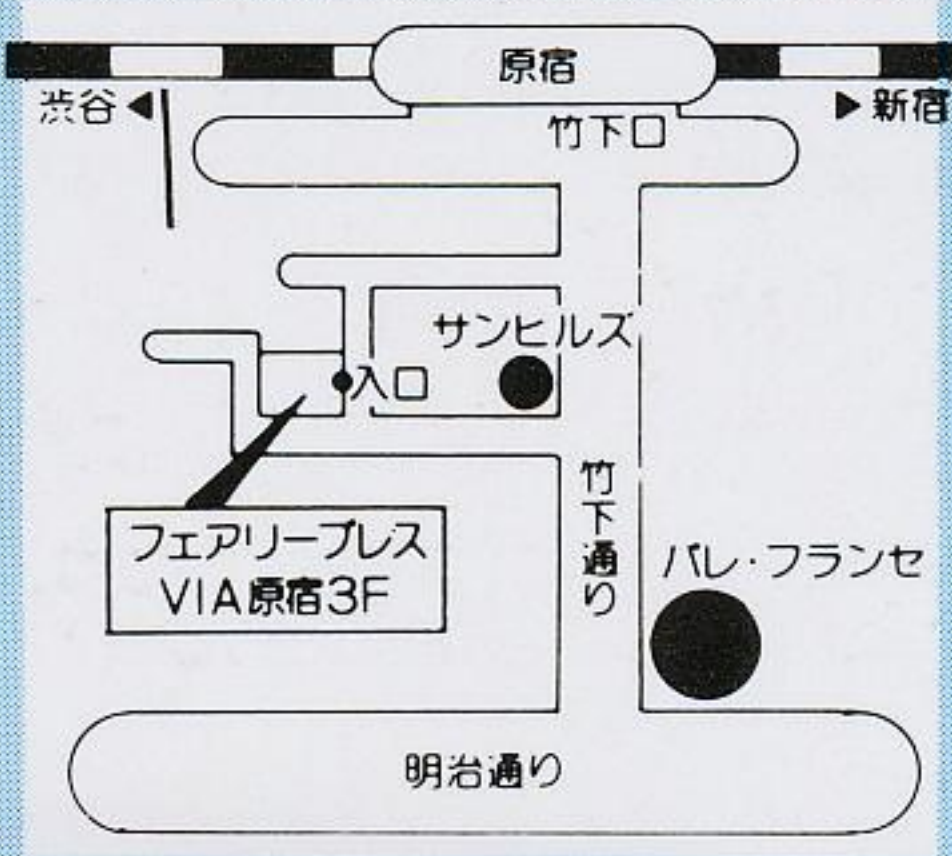 原宿
渋谷◀
▶新宿
竹下口
サンヒルズ
入口
竹下通り
フェアリープレス
VIA原宿3F
パレ・フランセ
明治通り